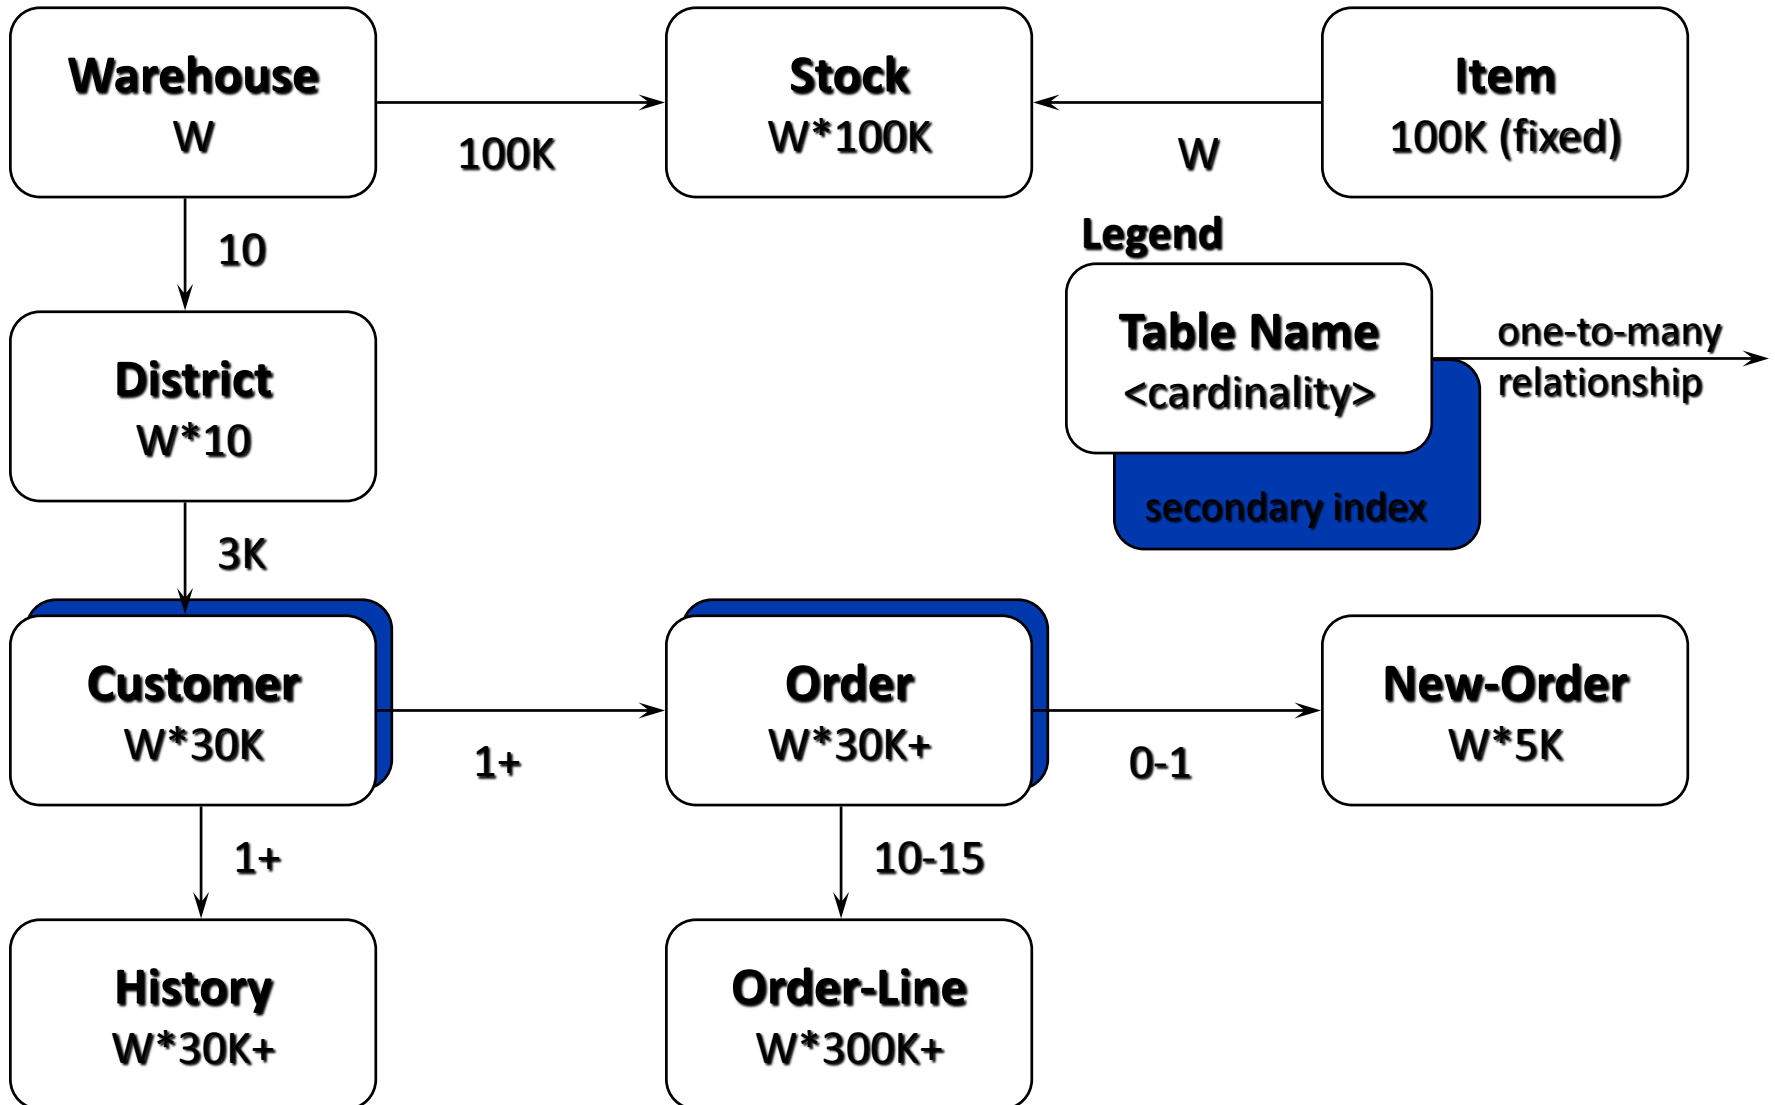 Warehouse
W
100K
Stock
W*100K
W
Item
100K (fixed)
10
Legend
Table Name
<cardinality>
one-to-many
relationship
secondary index
District
W*10
3K
Customer
W*30K
1+
Order
W*30K+
0-1
New-Order
W*5K
1+
10-15
History
W*30K+
Order-Line
W*300K+